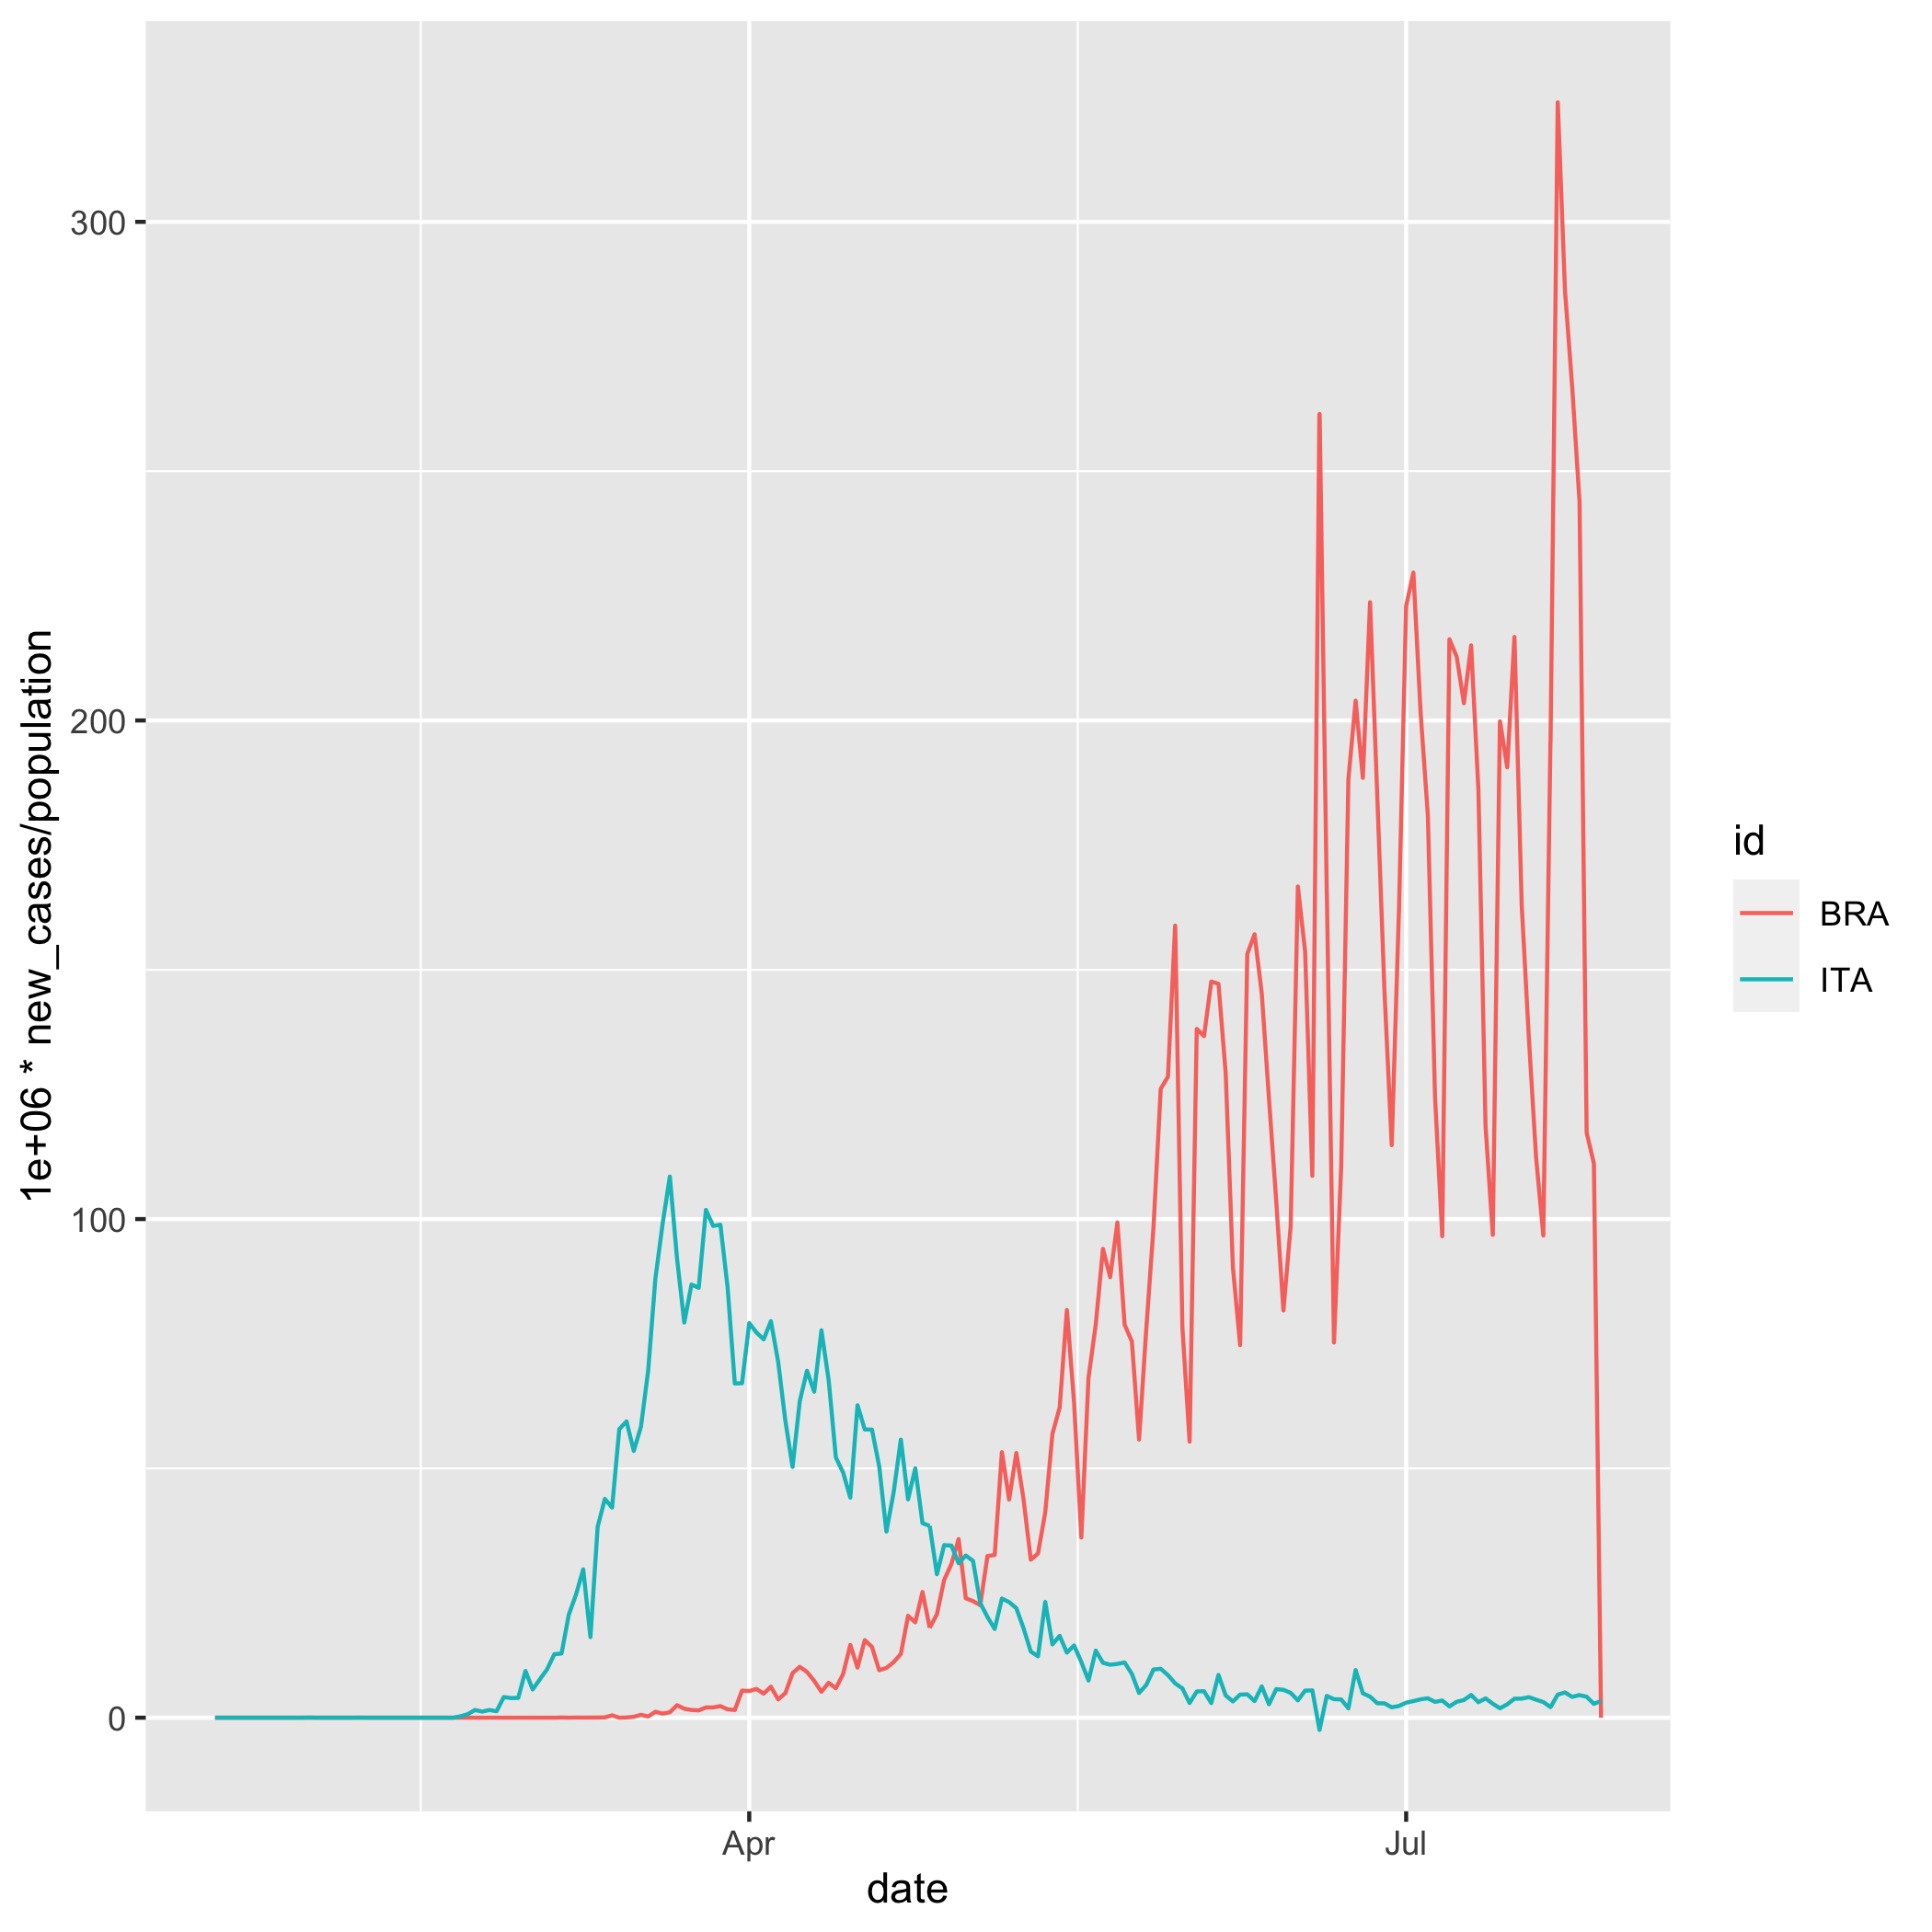 1e+06 * new_cases/population
300
200
100
0
Apr
Jul
date
id
BRA
ITA